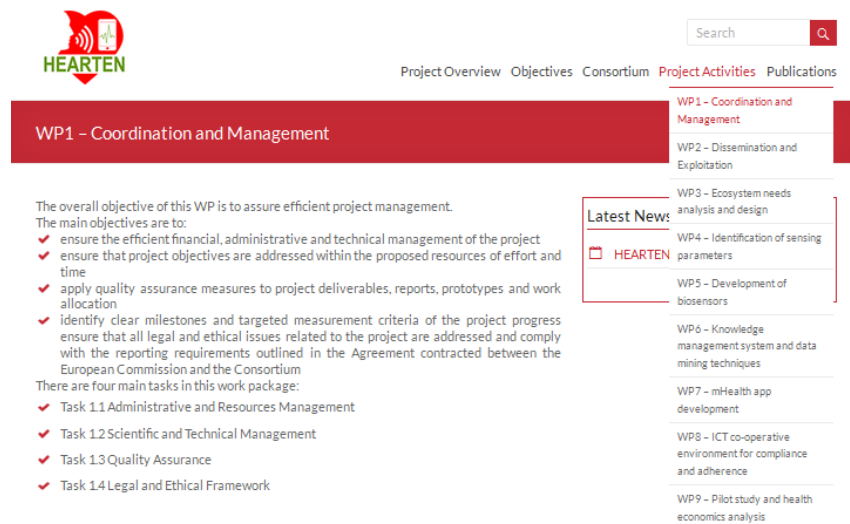 HEARTEN
Search
Project Overview Objectives Consortium Project Activities Publications
WP1 – Coordination and Management
The overall objective of this WP is to assure efficient project management.
The main objectives are to:
ensure the efficient financial, administrative and technical management of the project
ensure that project objectives are addressed within the proposed resources of effort and
time
apply quality assurance measures to project deliverables, reports, prototypes and work
allocation
identify clear milestones and targeted measurement criteria of the project progress
ensure that all legal and ethical issues related to the project are addressed and comply
with the reporting requirements outlined in the Agreement contracted between the
European Commission and the Consortium
There are four main tasks in this work package:
Task 1.1 Administrative and Resources Management
Task 1.2 Scientific and Technical Management
Task 1.3 Quality Assurance
Task 1.4 Legal and Ethical Framework
Latest News
HEARTEN
WP1 – Coordination and
Management
WP2 – Dissemination and
Exploitation
WP3 – Ecosystem needs
analysis and design
WP4 – Identification of sensing
parameters
WP5 – Development of
biosensors
WP6 – Knowledge
management system and data
mining techniques
WP7 – mHealth app
development
WP8 – ICT co-operative
environment for compliance
and adherence
WP9 – Pilot study and health
economics analysis